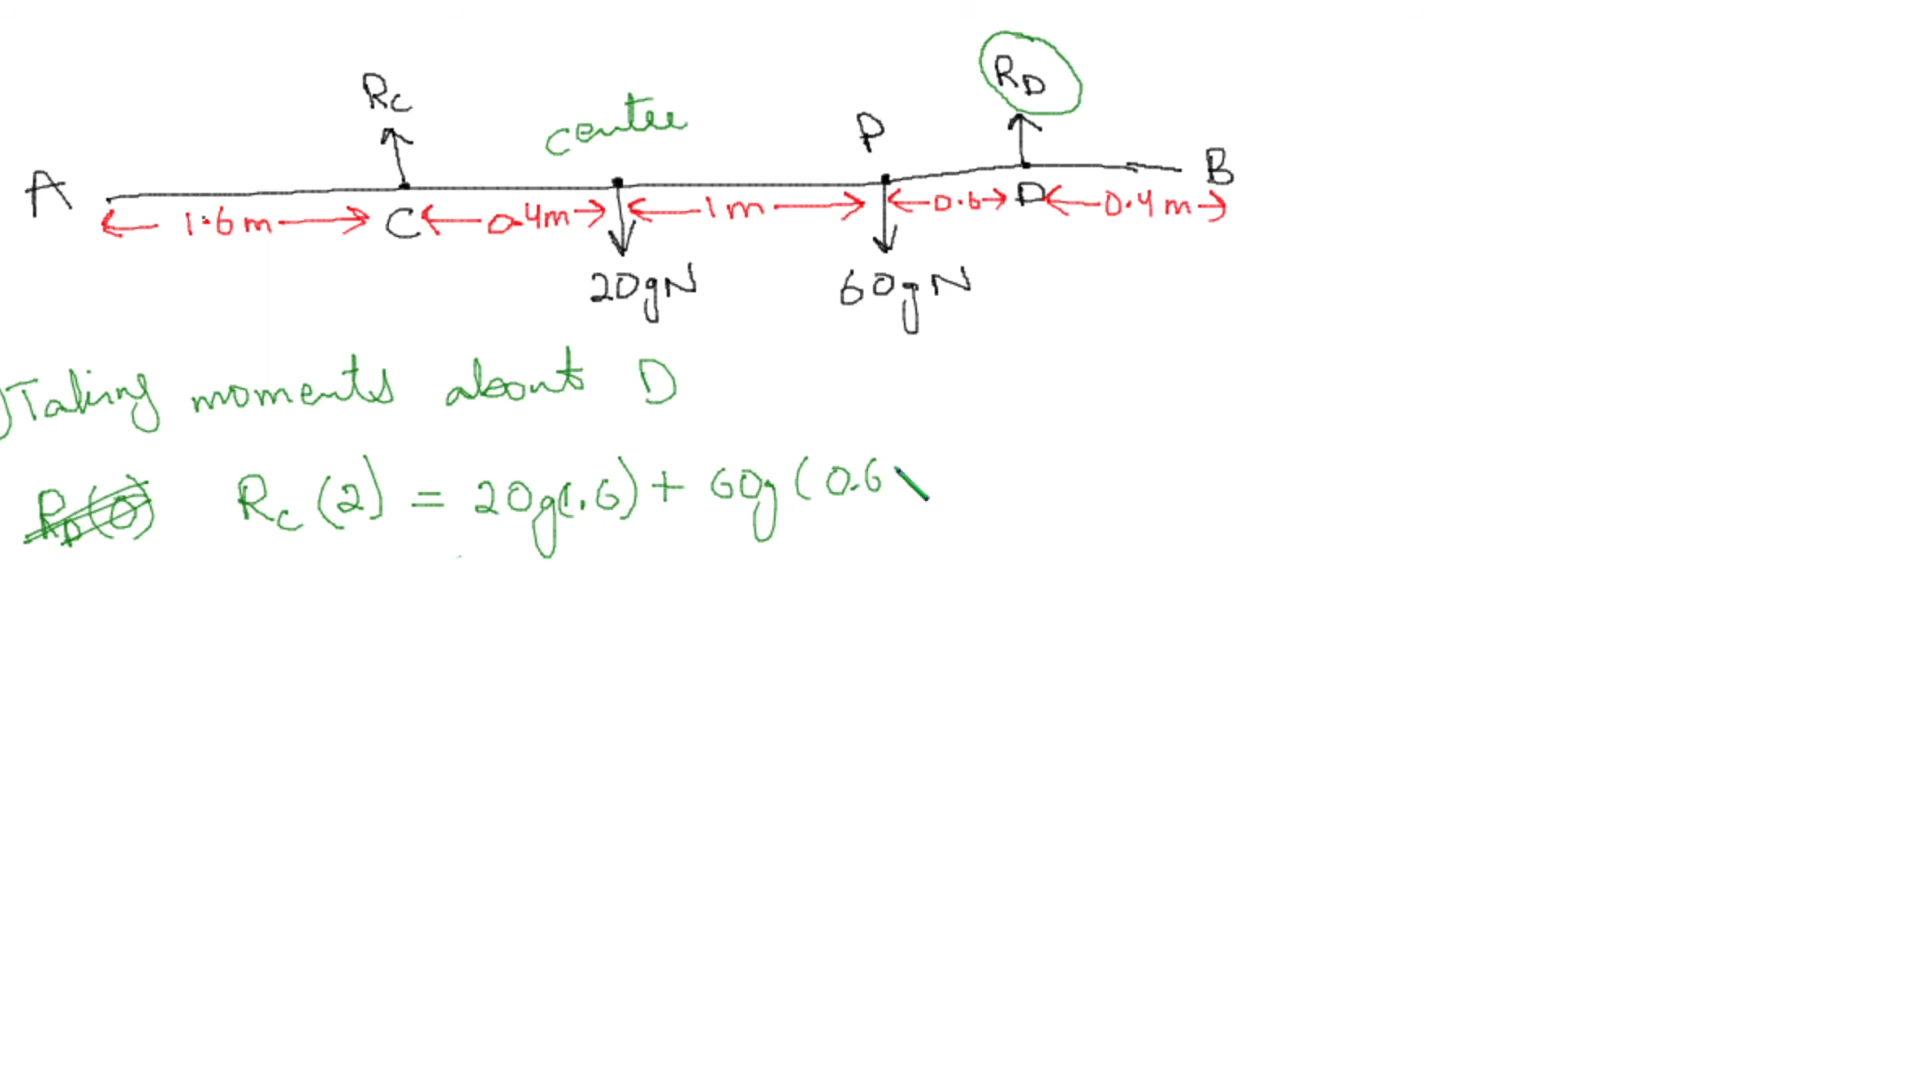 RC centre P RD
A B
1.6m C 0.4m 1m 0.6 D 0.4m
20gN 60gN
Taking moments about D
RD(0) RC(2) = 20g(1.6) + 60g(0.6